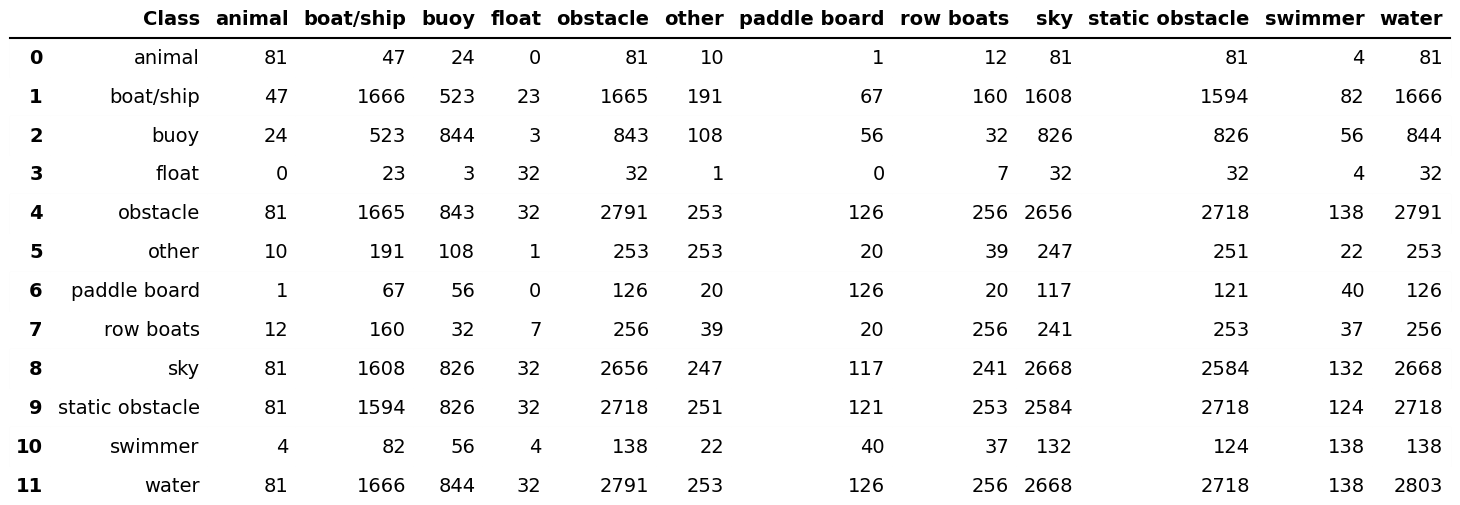 Class animal boat/ship buoy float obstacle other paddle board row boats sky static obstacle swimmer water
0 animal 81 47 24 0 81 10 1 12 81 81 4 81
1 boat/ship 47 1666 523 23 1665 191 67 160 1608 1594 82 1666
2 buoy 24 523 844 3 843 108 56 32 826 826 56 844
3 float 0 23 3 32 32 1 0 7 32 32 4 32
4 obstacle 81 1665 843 32 2791 253 126 256 2656 2718 138 2791
5 other 10 191 108 1 253 253 20 39 247 251 22 253
6 paddle board 1 67 56 0 126 20 126 20 117 121 40 126
7 row boats 12 160 32 7 256 39 20 256 241 253 37 256
8 sky 81 1608 826 32 2656 247 117 241 2668 2584 132 2668
9 static obstacle 81 1594 826 32 2718 251 121 253 2584 2718 124 2718
10 swimmer 4 82 56 4 138 22 40 37 132 124 138 138
11 water 81 1666 844 32 2791 253 126 256 2668 2718 138 2803